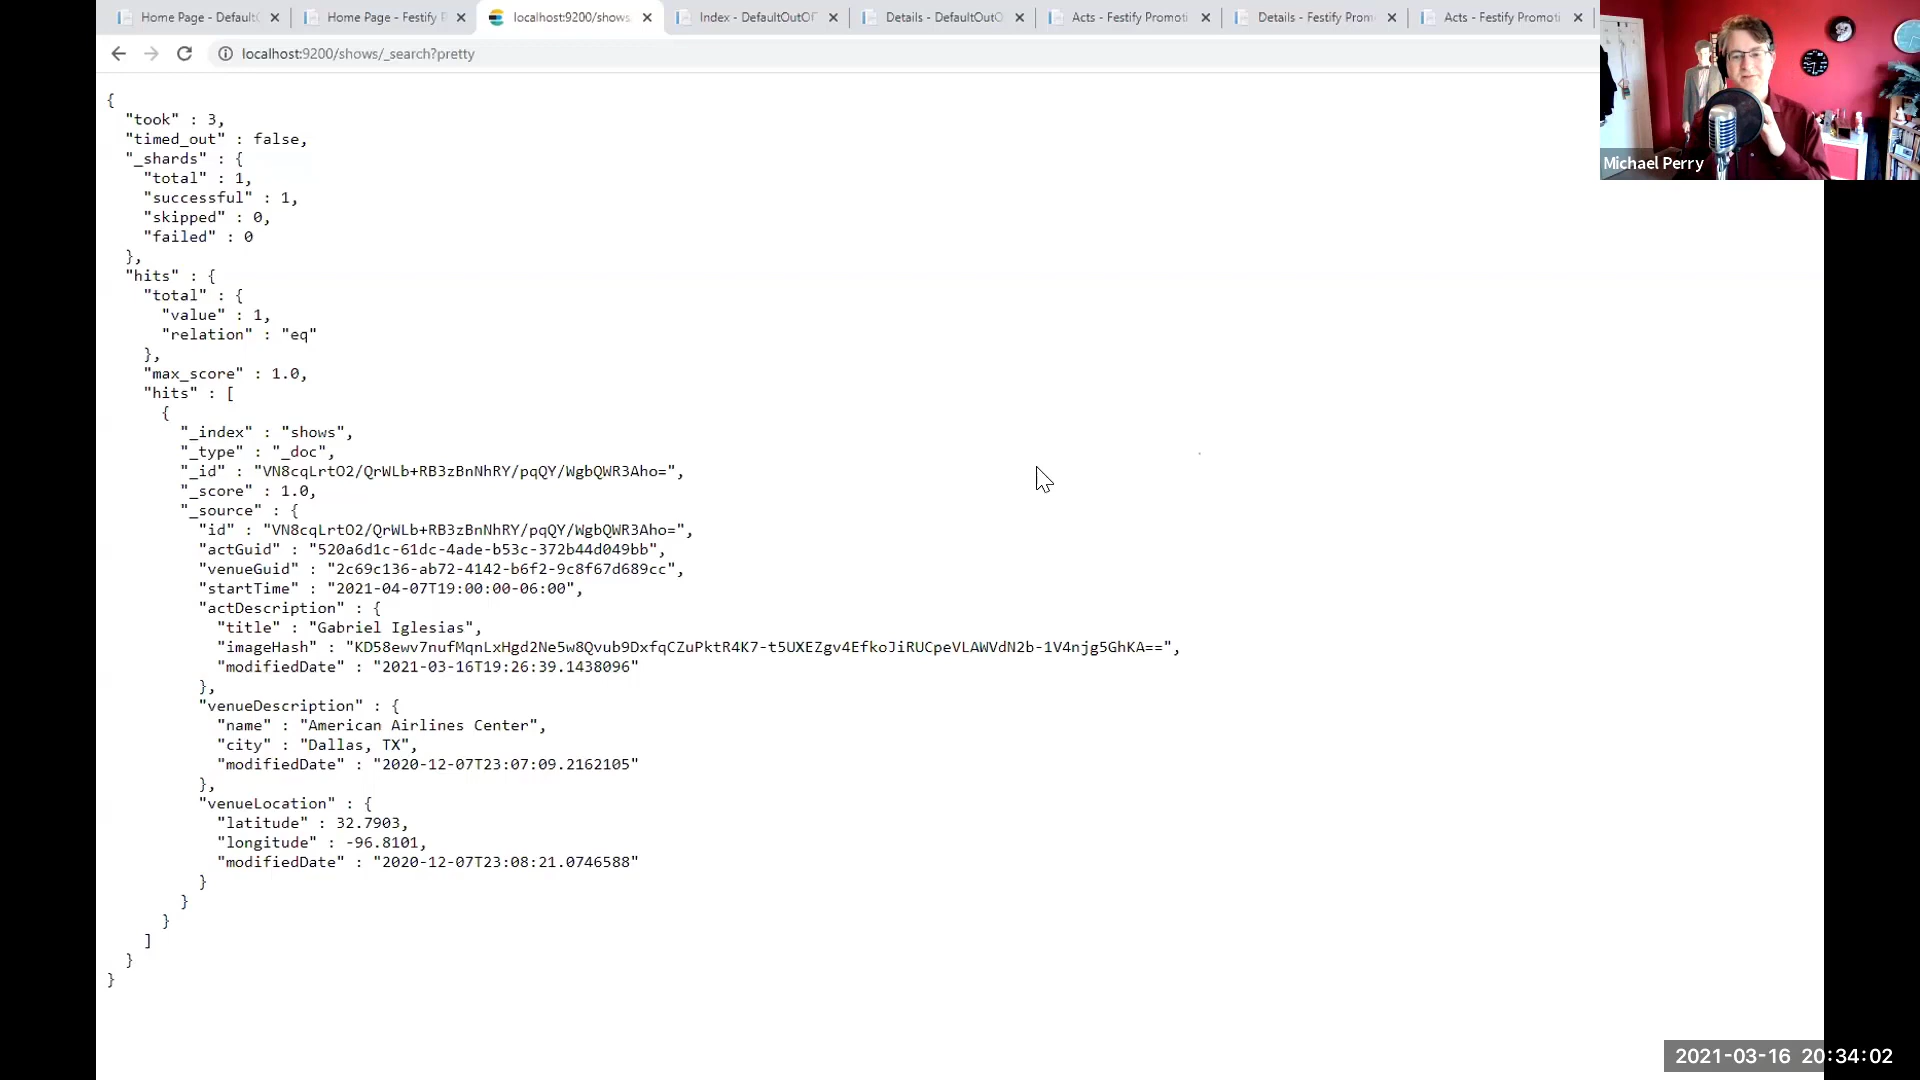 Home Page - Default
Home Page - Festify P
localhost:9200/shows
Index - DefaultOutOf
Details - DefaultOut
Acts - Festify Promoti
Details - Festify Prom
Acts - Festify Promoti
localhost:9200/shows/_search?pretty
{
"took" : 3,
"timed_out" : false,
"_shards" : {
"total" : 1,
"successful" : 1,
"skipped" : 0,
"failed" : 0
},
"hits" : {
"total" : {
"value" : 1,
"relation" : "eq"
},
"max_score" : 1.0,
"hits" : [
{
"_index" : "shows",
"_type" : "_doc",
"_id" : "VN8cqLrtO2/QrWLb+RB3zBnNhRY/pqQY/WgbQWR3Aho=",
"_score" : 1.0,
"_source" : {
"id" : "VN8cqLrtO2/QrWLb+RB3zBnNhRY/pqQY/WgbQWR3Aho=",
"actGuid" : "520a6d1c-61dc-4ade-b53c-372b44d049bb",
"venueGuid" : "2c69c136-ab72-4142-b6f2-9c8f67d689cc",
"startTime" : "2021-04-07T19:00:00-06:00",
"actDescription" : {
"title" : "Gabriel Iglesias",
"imageHash" : "KD58ewv7nufMqnLxHgd2Ne5w8Qvub9DxfqCZuPktR4K7-t5UXEZgv4EfkoJiRUCpeVLAWVdN2b-1V4njg5GhKA==",
"modifiedDate" : "2021-03-16T19:26:39.1438096"
},
"venueDescription" : {
"name" : "American Airlines Center",
"city" : "Dallas, TX",
"modifiedDate" : "2020-12-07T23:07:09.2162105"
},
"venueLocation" : {
"latitude" : 32.7903,
"longitude" : -96.8101,
"modifiedDate" : "2020-12-07T23:08:21.0746588"
}
}
}
]
}
}
Michael Perry
2021-03-16 20:34:02